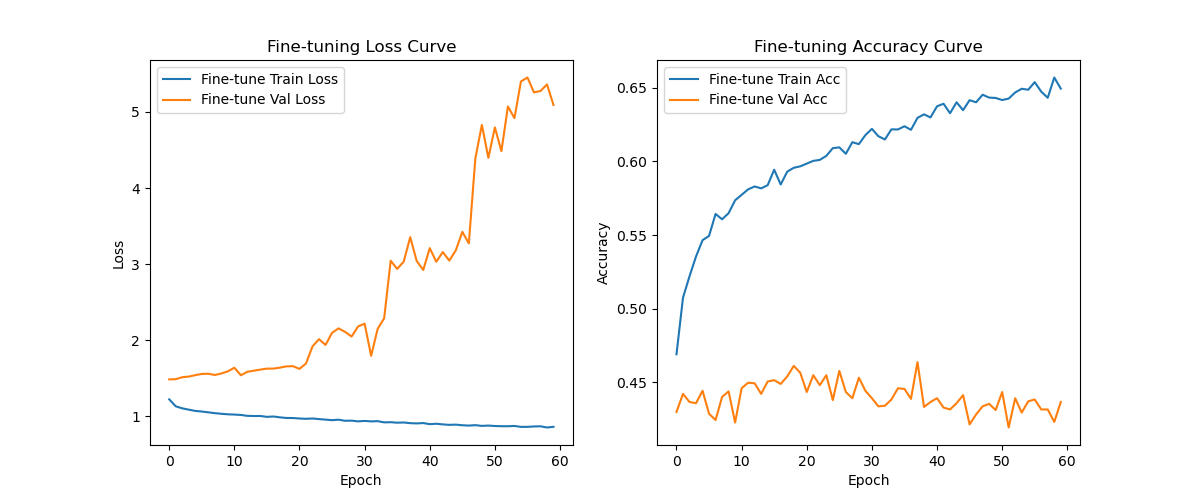 Fine-tuning Loss Curve
Fine-tune Train Loss
Fine-tune Val Loss
5
4
3
2
1
Loss
0 10 20 30 40 50 60
Epoch
Fine-tuning Accuracy Curve
Fine-tune Train Acc
Fine-tune Val Acc
0.65
0.60
0.55
0.50
0.45
Accuracy
0 10 20 30 40 50 60
Epoch